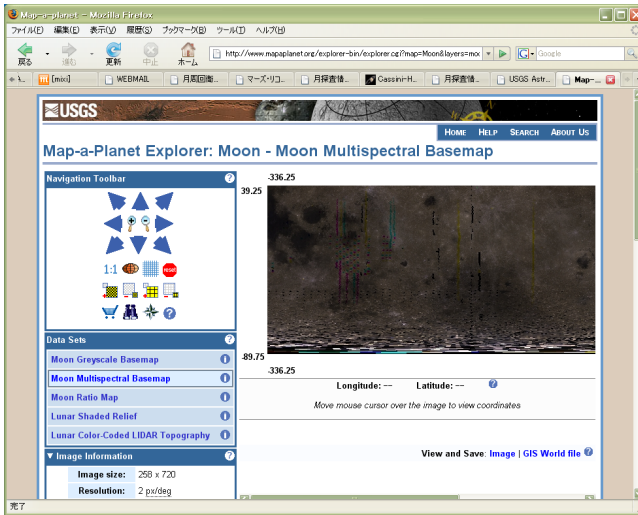 Map-a-planet - Mozilla Firefox
ファイル(F) 編集(E) 表示(V) 履歴(S) ブックマーク(B) ツール(T) ヘルプ(H)
戻る 進む 更新 中止 ホーム
http://www.mapaplanet.org/explorer-bin/explorer.cgi?map=Moon&layers=moo
G Google
[mixi] WEBMAIL 月周回衛... マーズ・リコ... 月探査情... Cassini-H... 月探査情... USGS Astr... Map-...
USGS
HOME HELP SEARCH ABOUT US
Map-a-Planet Explorer: Moon - Moon Multispectral Basemap
Navigation Toolbar ?
1:1 reset
?
-336.25
39.25
-89.75
-336.25
Longitude: -- Latitude: -- ?
Move mouse cursor over the image to view coordinates
Data Sets ?
Moon Greyscale Basemap i
Moon Multispectral Basemap i
Moon Ratio Map i
Lunar Shaded Relief i
Lunar Color-Coded LIDAR Topography i
View and Save: Image | GIS World file ?
Image Information ?
Image size: 258 x 720
Resolution: 2 px/deg
完了